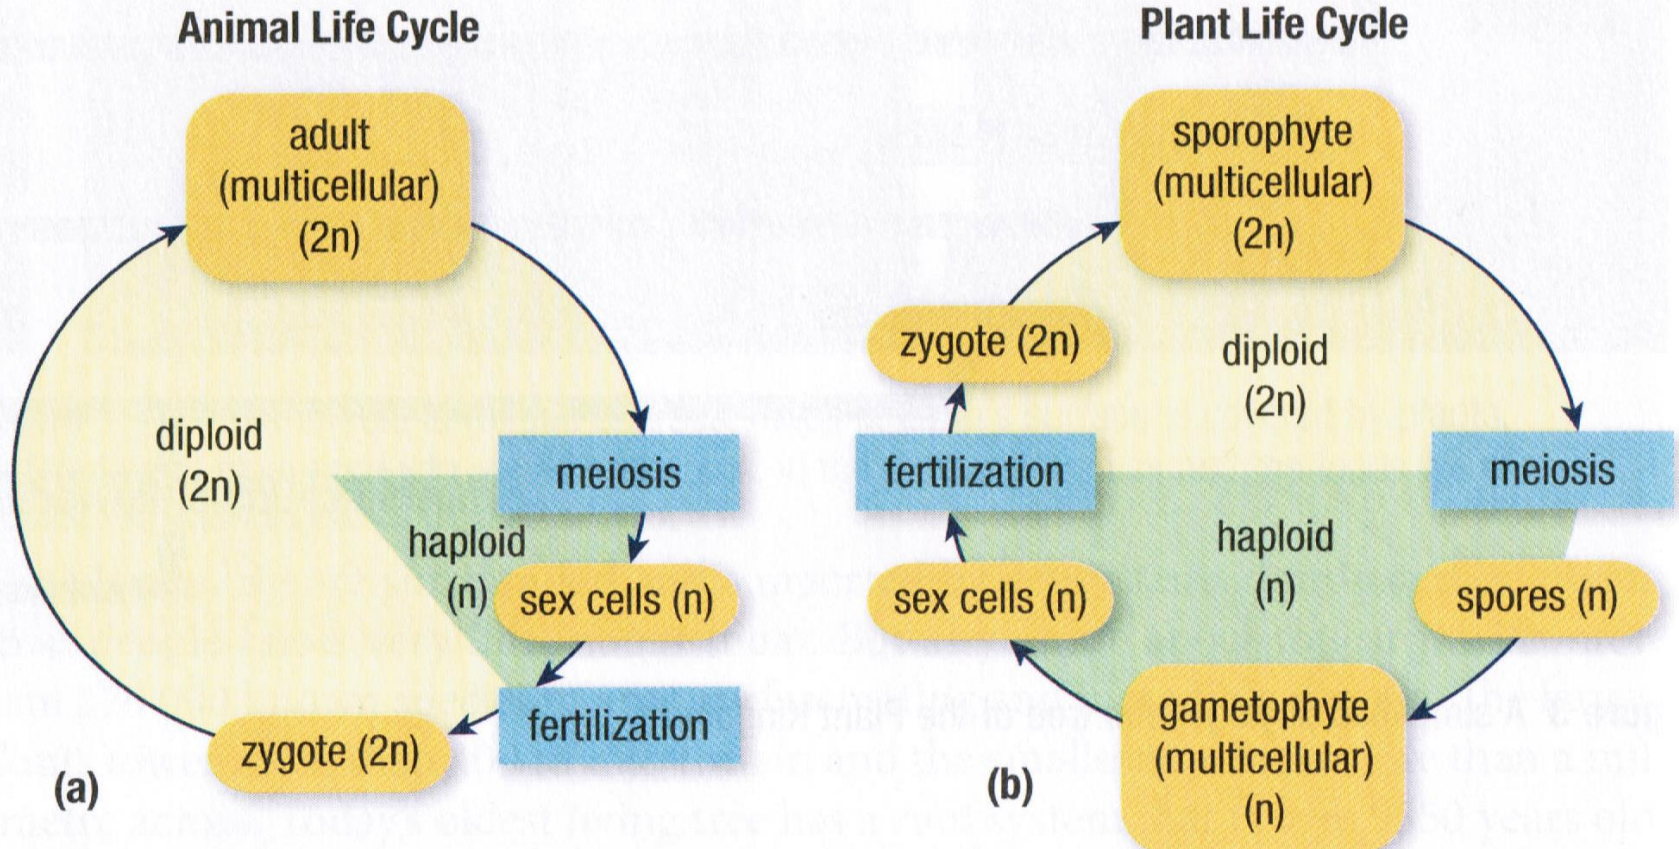 Animal Life Cycle
adult
(multicellular)
(2n)
diploid
(2n)
meiosis
haploid
(n)
sex cells (n)
fertilization
zygote (2n)
(a)
Plant Life Cycle
sporophyte
(multicellular)
(2n)
zygote (2n)
diploid
(2n)
fertilization
meiosis
haploid
(n)
sex cells (n)
spores (n)
gametophyte
(multicellular)
(n)
(b)